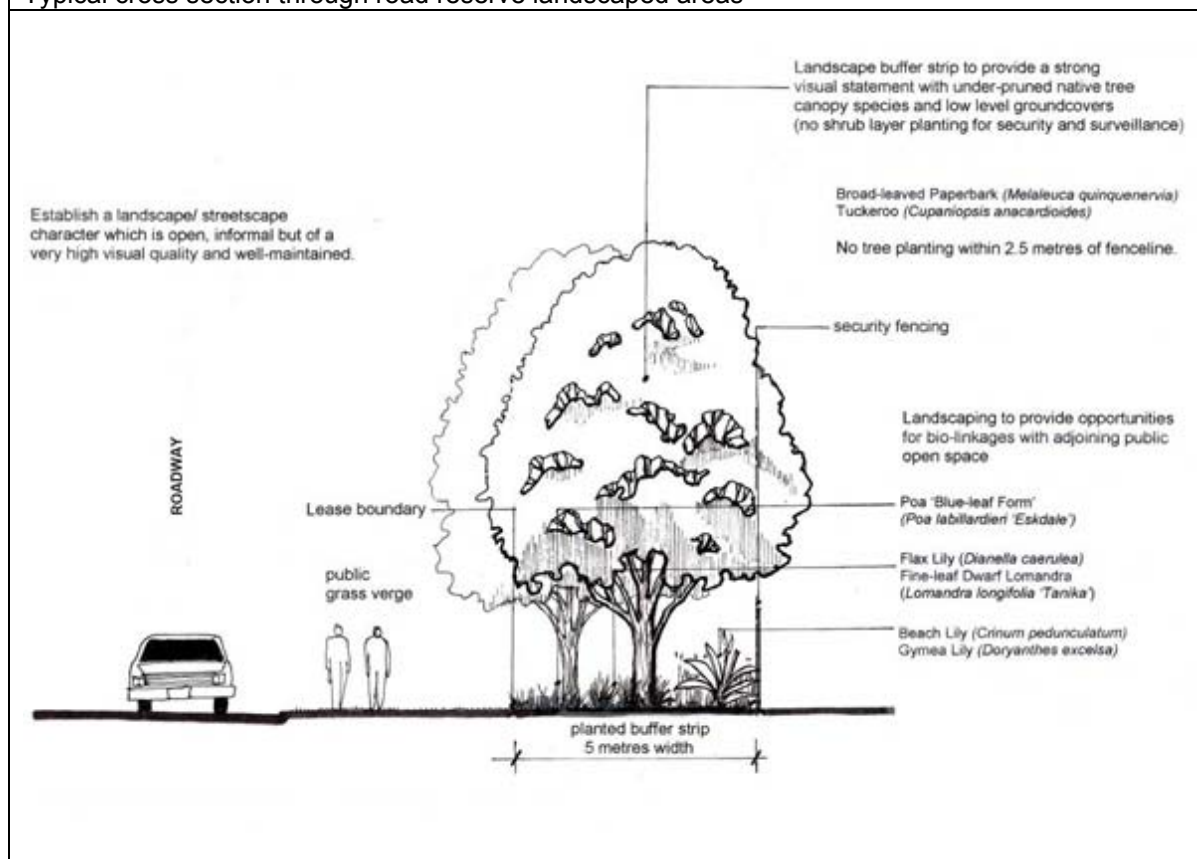 Typical cross section through road reserve landscaped areas
Landscape buffer strip to provide a strong
visual statement with under-pruned native tree
canopy species and low level groundcovers
(no shrub layer planting for security and surveillance)
Broad-leaved Paperbark (Melaleuca quinquenervia)
Tuckeroo (Cupaniopsis anacardioides)
No tree planting within 2.5 metres of fenceline.
Establish a landscape/ streetscape
character which is open, informal but of a
very high visual quality and well-maintained.
security fencing
Landscaping to provide opportunities
for bio-linkages with adjoining public
open space
ROADWAY
Lease boundary
Poa 'Blue-leaf Form'
(Poa labillardieri 'Eskdale')
public
grass verge
Flax Lily (Dianella caerulea)
Fine-leaf Dwarf Lomandra
(Lomandra longifolia 'Tanika')
Beach Lily (Crinum pedunculatum)
Gymea Lily (Doryanthes excelsa)
planted buffer strip
5 metres width